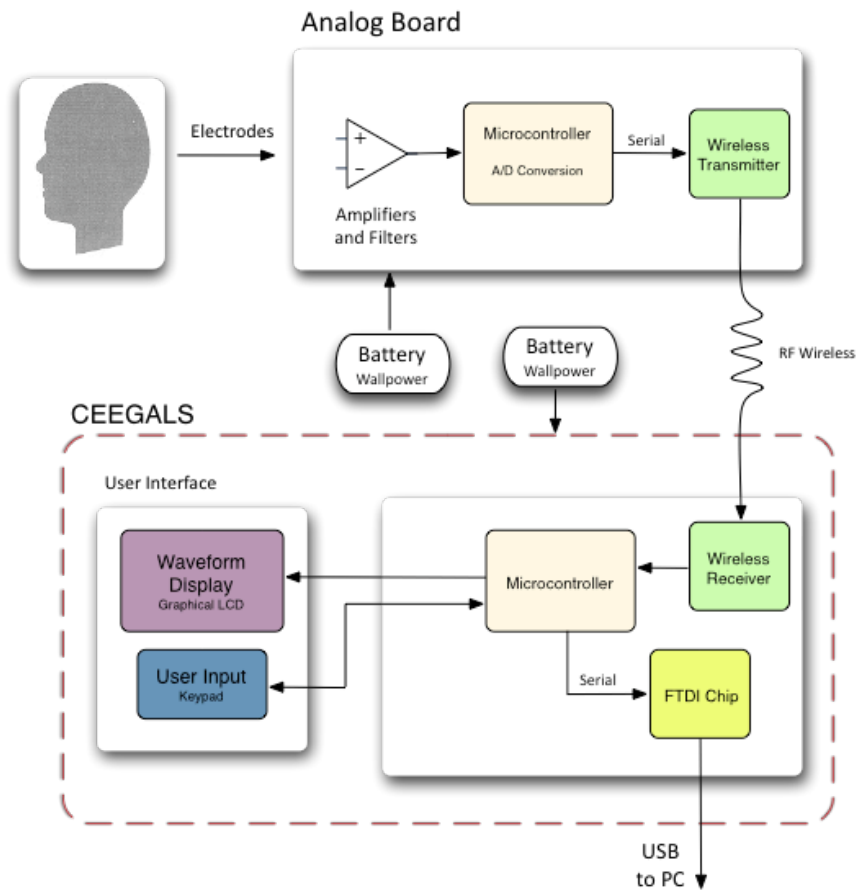 Analog Board
Electrodes
+
−
Amplifiers
and Filters
Microcontroller
A/D Conversion
Serial
Wireless
Transmitter
Battery
Wallpower
Battery
Wallpower
RF Wireless
CEEGALS
User Interface
Waveform
Display
Graphical LCD
User Input
Keypad
Microcontroller
Wireless
Receiver
Serial
FTDI Chip
USB
to PC